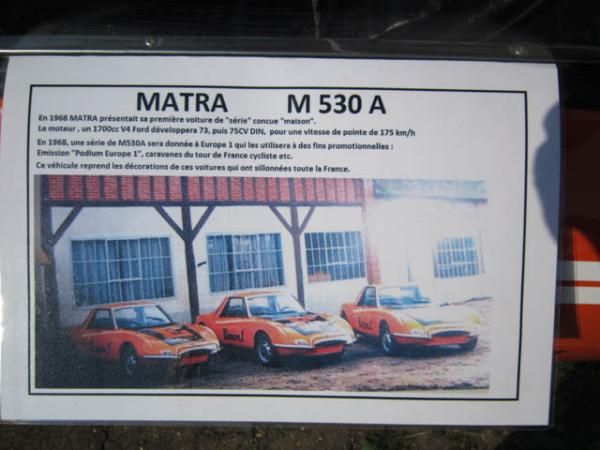 MATRA M 530 A
En 1968 MATRA présentait sa première voiture de "série" concue "maison".
Le moteur , un 1700cc V4 Ford développera 73, puis 75CV DIN, pour une vitesse de pointe de 175 km/h
En 1968, une série de M530A sera donnée à Europe 1 qui les utilisera à des fins promotionnelles :
Emission "Podium Europe 1", caravanes du tour de France cycliste etc.
Ce véhicule reprend les décorations de ces voitures qui ont sillonnées toute la France.